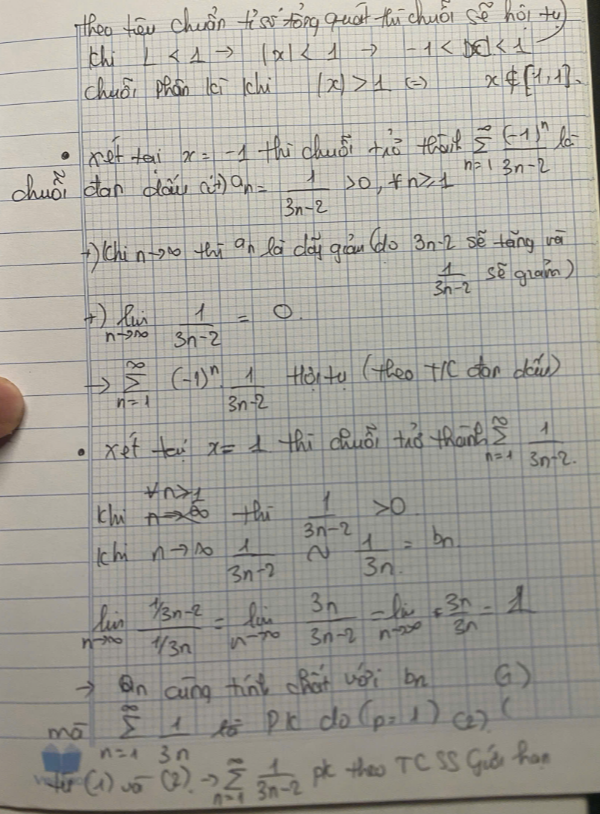 theo tiêu chuẩn tỉ số tổng quát thì chuỗi sẽ hội tụ
khi L < 1 → |x| < 1 → -1 < x < 1
chuỗi phân kì khi |x| > 1 (=) x ∉ [1,1].
• xét tại x = -1 thì chuỗi trở thành ∑_{n=1}^{∞} (-1)^n / 3n-2 là
chuỗi đan dấu có +) a_n = 1 / 3n-2 > 0, ∀n ≥ 1
+) Khi n→∞ thì a_n là dãy giảm (do 3n-2 sẽ tăng và
1 / 3n-2 sẽ giảm)
+) lim_{n→∞} 1 / 3n-2 = 0.
→ ∑_{n=1}^{∞} (-1)^n 1 / 3n-2 Hội tụ (theo T/C đan dấu)
• xét tại x = 1 thì chuỗi trở thành ∑_{n=1}^{∞} 1 / 3n-2.
∀n>1
Khi thì 1 / 3n-2 > 0
Khi n→∞ 1 / 3n-2 ~ 1 / 3n = bn
lim_{n→∞} 1/3n-2 / 1/3n = lim_{n→∞} 3n / 3n-2 = lim_{n→∞} 3n / 3n = 1
→ an cùng tính chất với bn
mà ∑_{n=1}^{∞} 1 / 3n là PK do (p=1) (2)
từ (1) và (2) → ∑_{n=1}^{∞} 1 / 3n-2 pk theo TCSS Giới hạn